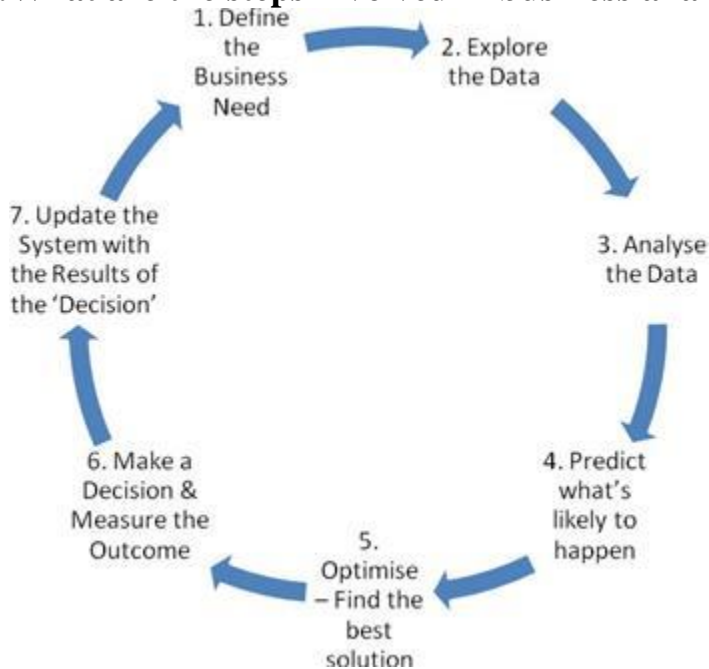 1. Define
the
Business
Need
2. Explore
the Data
3. Analyse
the Data
4. Predict
what's
likely to
happen
5.
Optimise
– Find the
best
solution
6. Make a
Decision &
Measure the
Outcome
7. Update the
System with
the Results of
the ‘Decision’